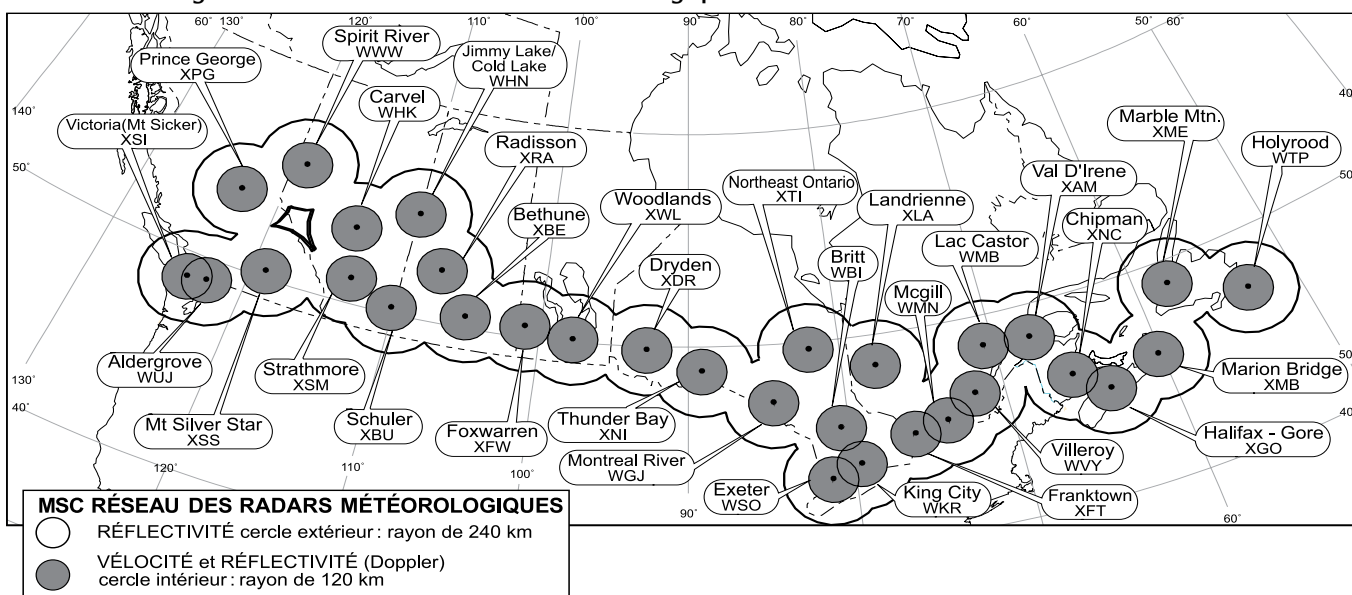 60˚
130˚
120˚
110˚
100˚
90˚
80˚
70˚
60˚
50˚
60˚
Prince George
XPG
Spirit River
WWW
Jimmy Lake/
Cold Lake
WHN
Carvel
WHK
Victoria(Mt Sicker)
XSI
Radisson
XRA
Bethune
XBE
Woodlands
XWL
Northeast Ontario
XTI
Landrienne
XLA
Val D'Irene
XAM
Marble Mtn.
XME
Holyrood
WTP
Dryden
XDR
Britt
WBI
Lac Castor
WMB
Chipman
XNC
Mcgill
WMN
140˚
50˚
130˚
40˚
40˚
50˚
50˚
40˚
Aldergrove
WUJ
Mt Silver Star
XSS
Strathmore
XSM
Schuler
XBU
Foxwarren
XFW
Thunder Bay
XNI
Montreal River
WGJ
Exeter
WSO
King City
WKR
Franktown
XFT
Villeroy
WVY
Halifax - Gore
XGO
Marion Bridge
XMB
120˚
110˚
100˚
90˚
80˚
70˚
60˚
MSC RÉSEAU DES RADARS MÉTÉOROLOGIQUES
RÉFLECTIVITÉ cercle extérieur : rayon de 240 km
VÉLOCITÉ et RÉFLECTIVITÉ (Doppler)
cercle intérieur : rayon de 120 km